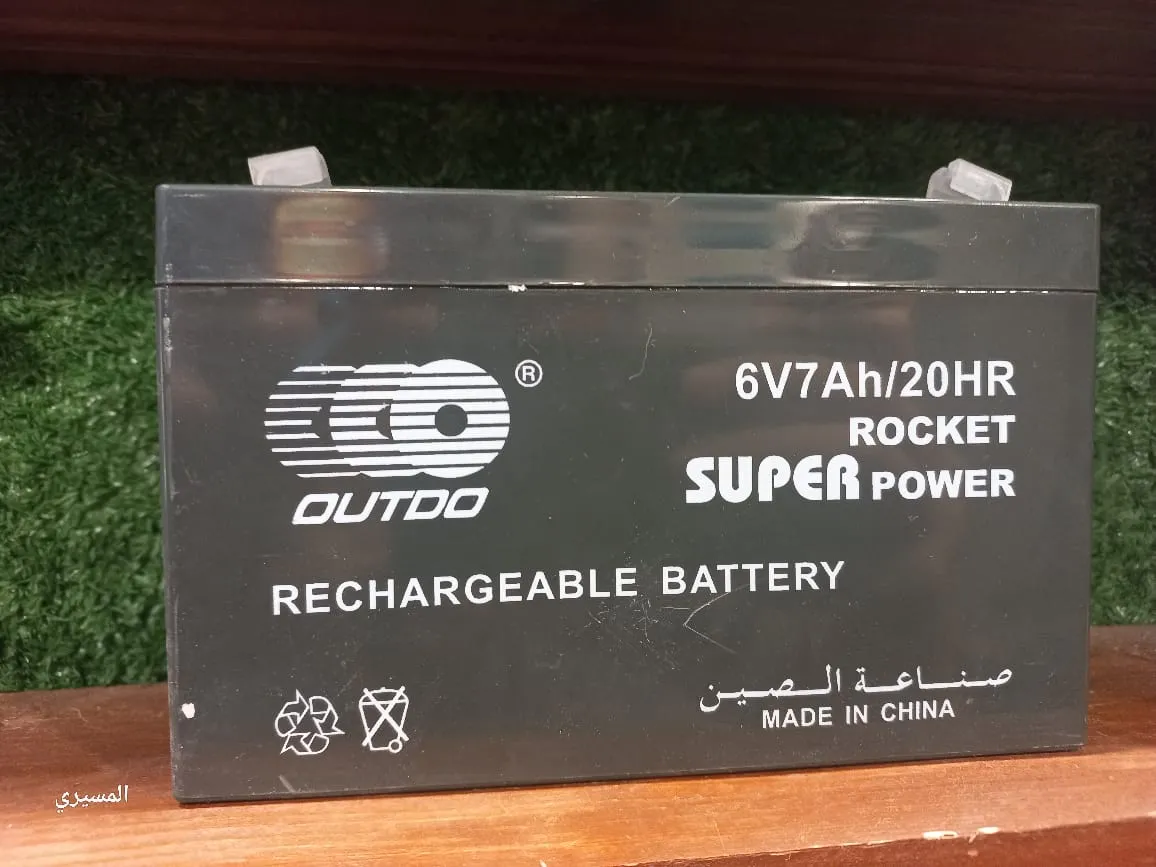 ®
OUTDO
6V7Ah/20HR
ROCKET
SUPER POWER
RECHARGEABLE BATTERY
صناعة الصين
MADE IN CHINA
المسيري